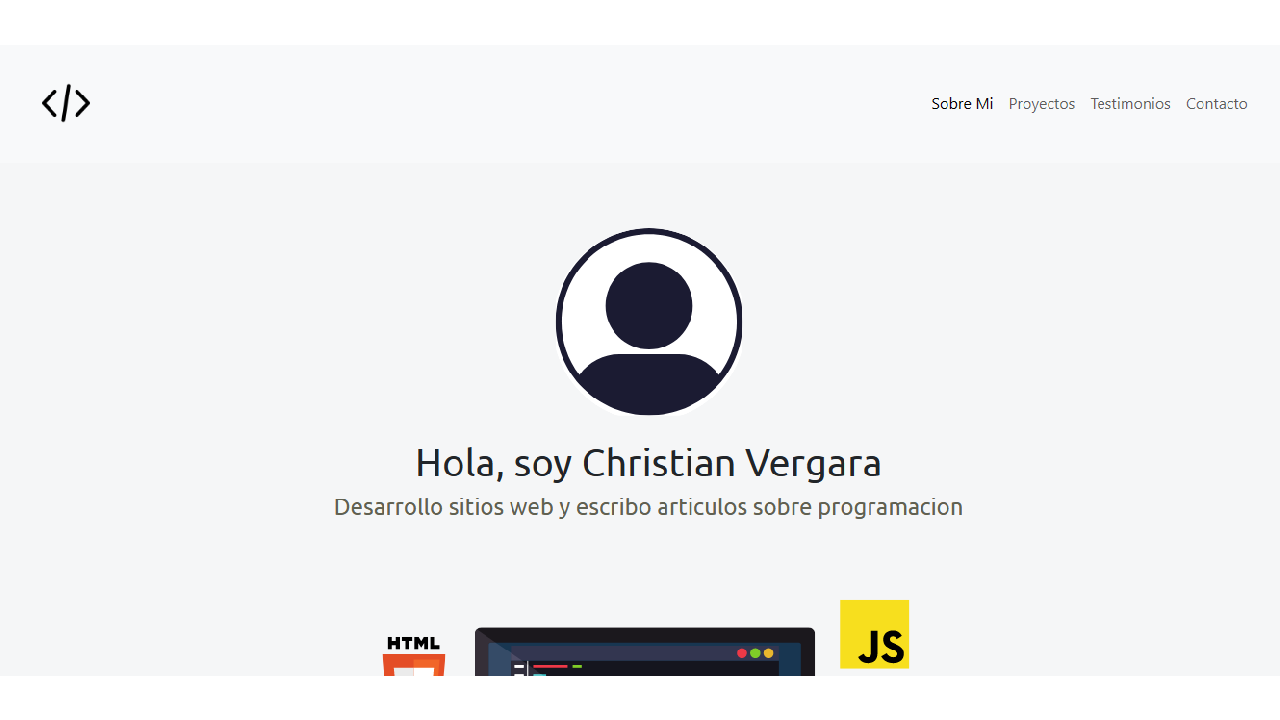 </>
Sobre Mi Proyectos Testimonios Contacto
Hola, soy Christian Vergara
Desarrollo sitios web y escribo articulos sobre programacion
HTML
JS